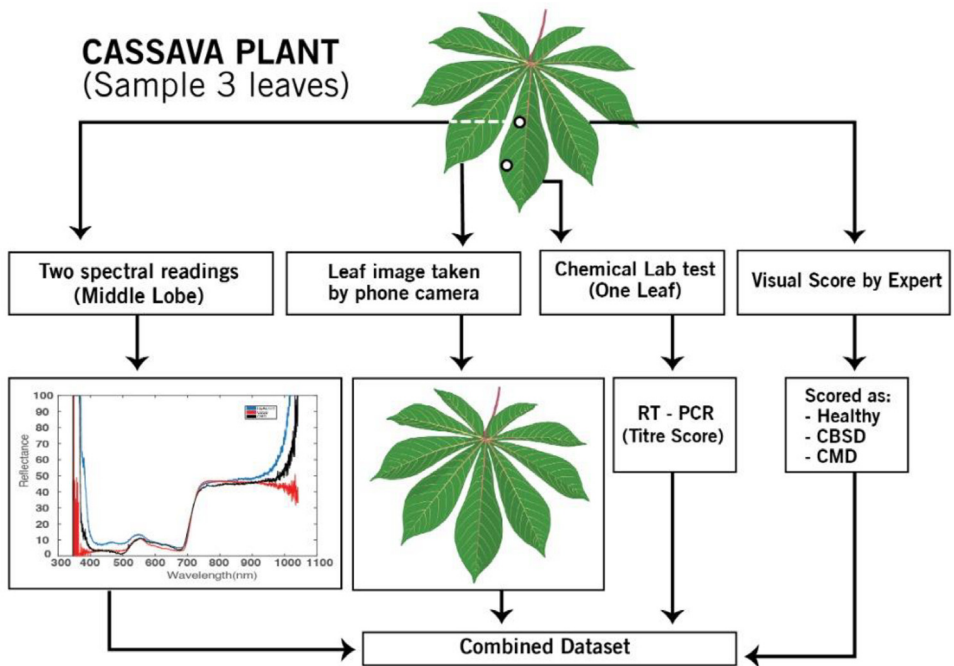 CASSAVA PLANT
(Sample 3 leaves)
Two spectral readings
(Middle Lobe)
Leaf image taken
by phone camera
Chemical Lab test
(One Leaf)
Visual Score by Expert
100
90
80
70
60
50
40
30
20
10
0
Reflectance
300 400 500 600 700 800 900 1000 1100
Wavelength(nm)
RT - PCR
(Titre Score)
Scored as:
- Healthy
- CBSD
- CMD
Combined Dataset